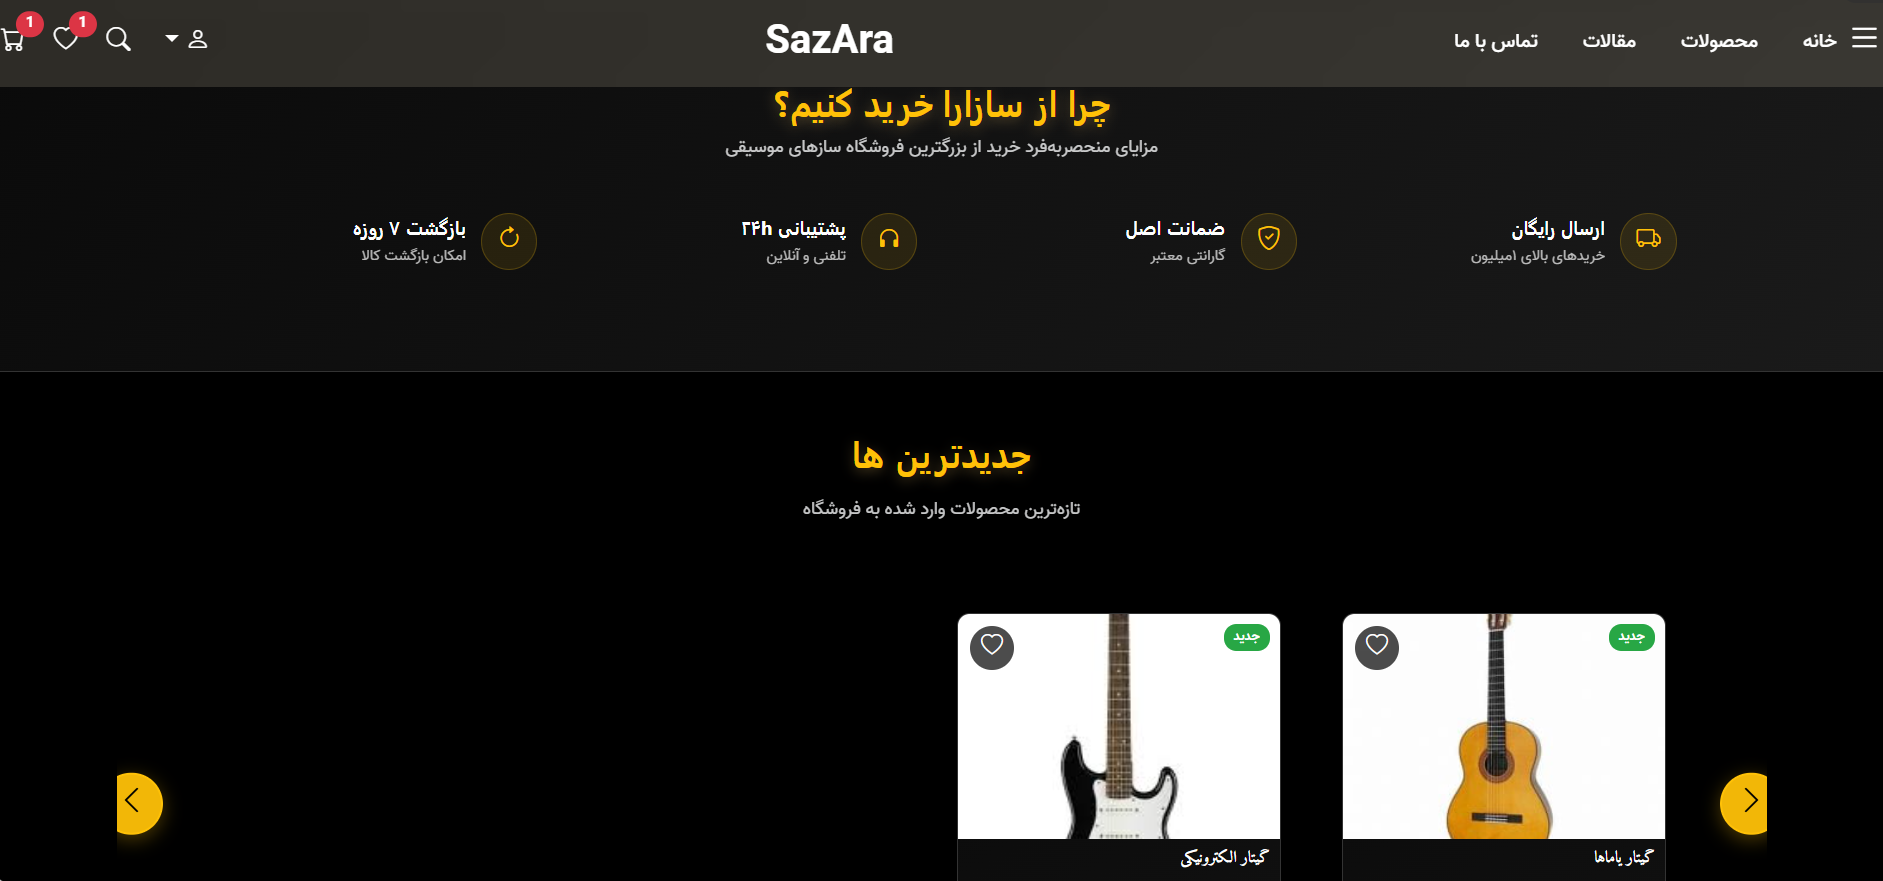 خانه محصولات مقالات تماس با ما
SazAra
1
1
چرا از سازارا خرید کنیم؟
مزایای منحصربه‌فرد خرید از بزرگترین فروشگاه سازهای موسیقی
ارسال رایگان
خریدهای بالای ۱میلیون
ضمانت اصل
گارانتی معتبر
پشتیبانی ۲۴h
تلفنی و آنلاین
بازگشت ۷ روزه
امکان بازگشت کالا
جدیدترین ها
تازه‌ترین محصولات وارد شده به فروشگاه
جدید
گیتار یاماها
جدید
گیتار الکترونیکی